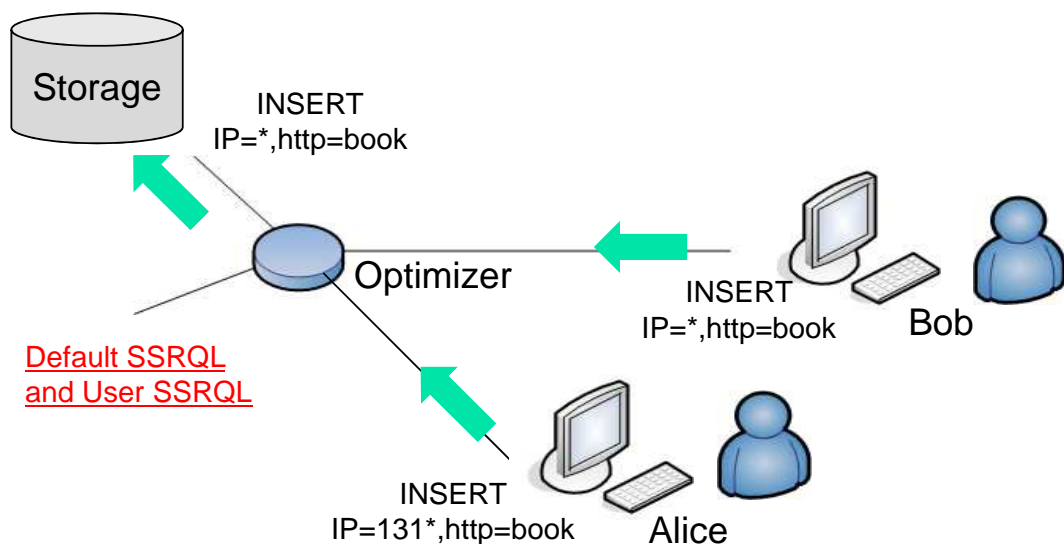 Storage
INSERT
IP=*,http=book
Optimizer
INSERT
IP=*,http=book
Bob
Default SSRQL
and User SSRQL
INSERT
IP=131*,http=book
Alice